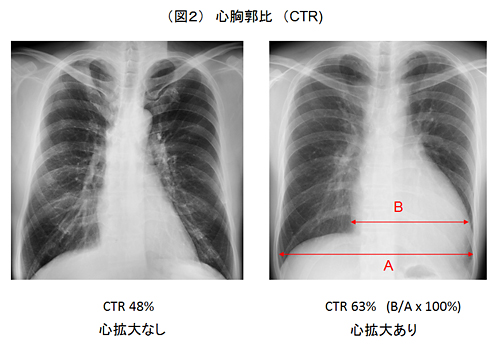 (図2) 心胸郭比 (CTR)
B
A
CTR 48%
心拡大なし
CTR 63% (B/A x 100%)
心拡大あり